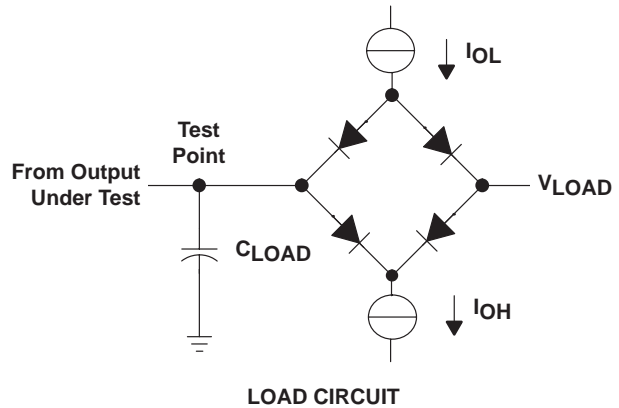 IOL
Test
Point
From Output
Under Test
VLOAD
CLOAD
IOH
LOAD CIRCUIT